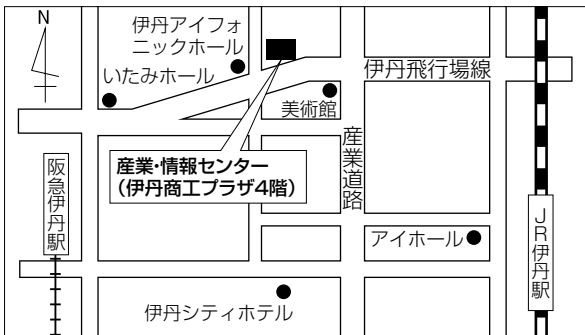 N
伊丹アイフォ
ニックホール
いたみホール
伊丹飛行場線
美術館
産業道路
産業・情報センター
（伊丹商工プラザ4階）
阪急伊丹駅
アイホール
JR伊丹駅
伊丹シティホテル